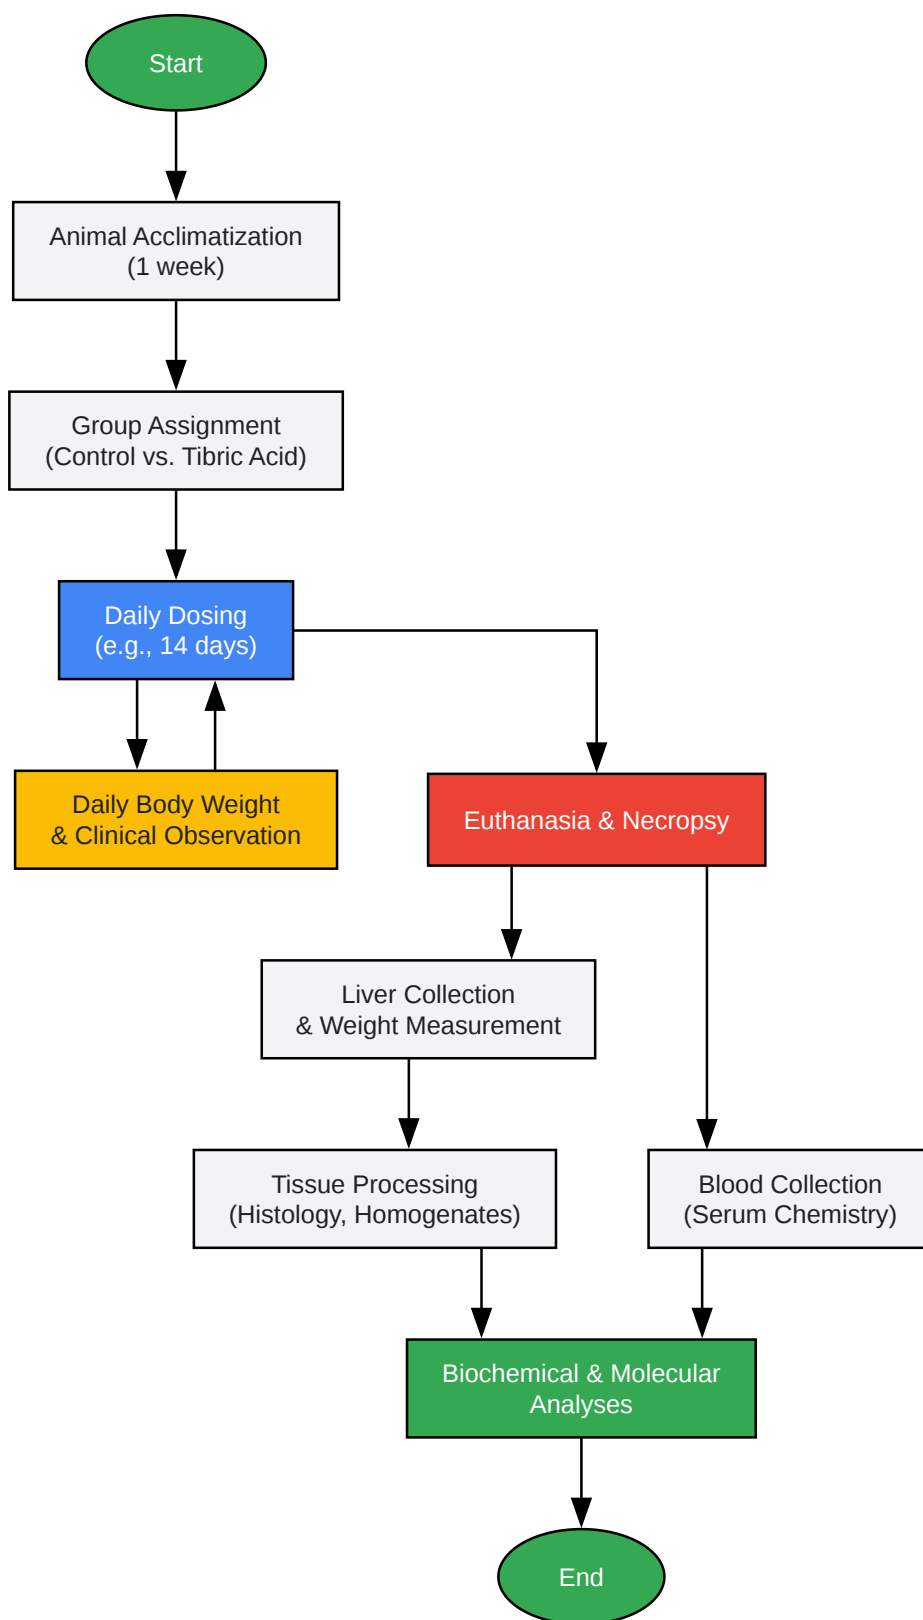 Start
Animal Acclimatization
(1 week)
Group Assignment
(Control vs. Tibric Acid)
Daily Dosing
(e.g., 14 days)
Daily Body Weight
& Clinical Observation
Euthanasia & Necropsy
Liver Collection
& Weight Measurement
Tissue Processing
(Histology, Homogenates)
Blood Collection
(Serum Chemistry)
Biochemical & Molecular
Analyses
End